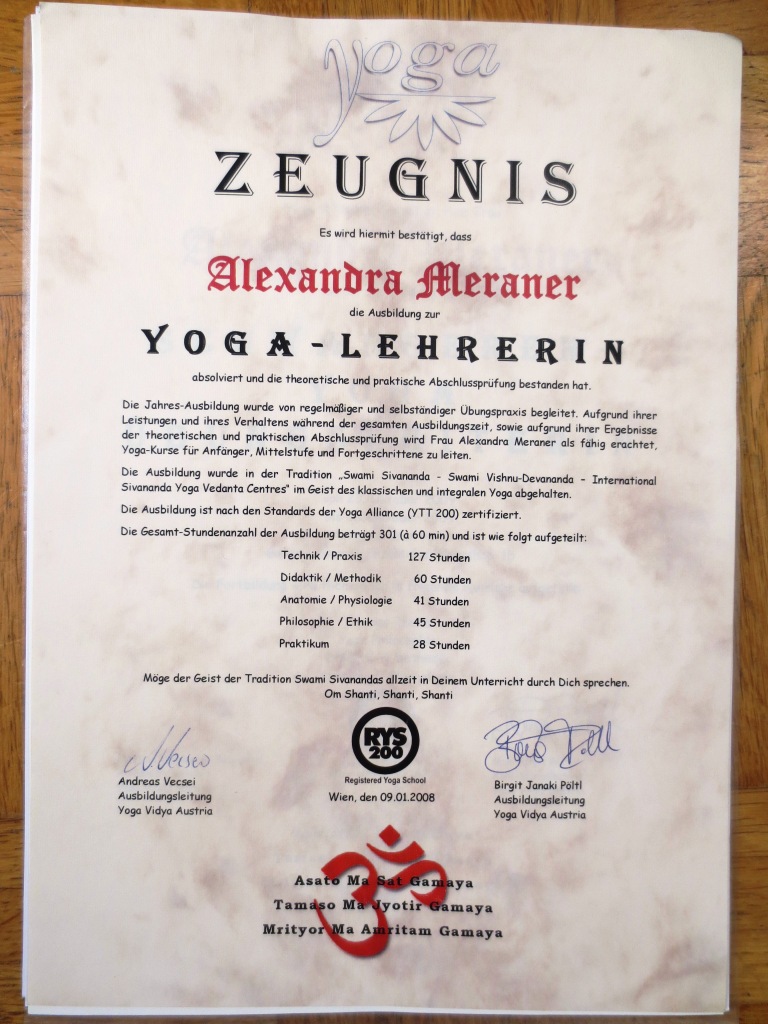 yoga
ZEUGNIS
Es wird hiermit bestätigt, dass
Alexandra Meraner
die Ausbildung zur
YOGA-LEHRERIN
absolviert und die theoretische und praktische Abschlussprüfung bestanden hat.
Die Jahres-Ausbildung wurde von regelmäßiger und selbständiger Übungspraxis begleitet. Aufgrund ihrer
Leistungen und ihres Verhaltens während der gesamten Ausbildungszeit, sowie aufgrund ihrer Ergebnisse
der theoretischen und praktischen Abschlussprüfung wird Frau Alexandra Meraner als fähig erachtet,
Yoga-Kurse für Anfänger, Mittelstufe und Fortgeschrittene zu leiten.
Die Ausbildung wurde in der Tradition „Swami Sivananda - Swami Vishnu-Devananda – International
Sivananda Yoga Vedanta Centres" im Geist des klassischen und integralen Yoga abgehalten.
Die Ausbildung ist nach den Standards der Yoga Alliance (YTT 200) zertifiziert.
Die Gesamt-Stundenanzahl der Ausbildung beträgt 301 (à 60 min) und ist wie folgt aufgeteilt:
Technik / Praxis 127 Stunden
Didaktik / Methodik 60 Stunden
Anatomie / Physiologie 41 Stunden
Philosophie / Ethik 45 Stunden
Praktikum 28 Stunden
Möge der Geist der Tradition Swami Sivanandas allzeit in Deinem Unterricht durch Dich sprechen.
Om Shanti, Shanti, Shanti
RYS
200
Registered Yoga School
Wien, den 09.01.2008
Andreas Vecsei
Ausbildungsleitung
Yoga Vidya Austria
Birgit Janaki Pöltl
Ausbildungsleitung
Yoga Vidya Austria
ॐ
Asato Ma Sat Gamaya
Tamaso Ma Jyotir Gamaya
Mrityor Ma Amritam Gamaya